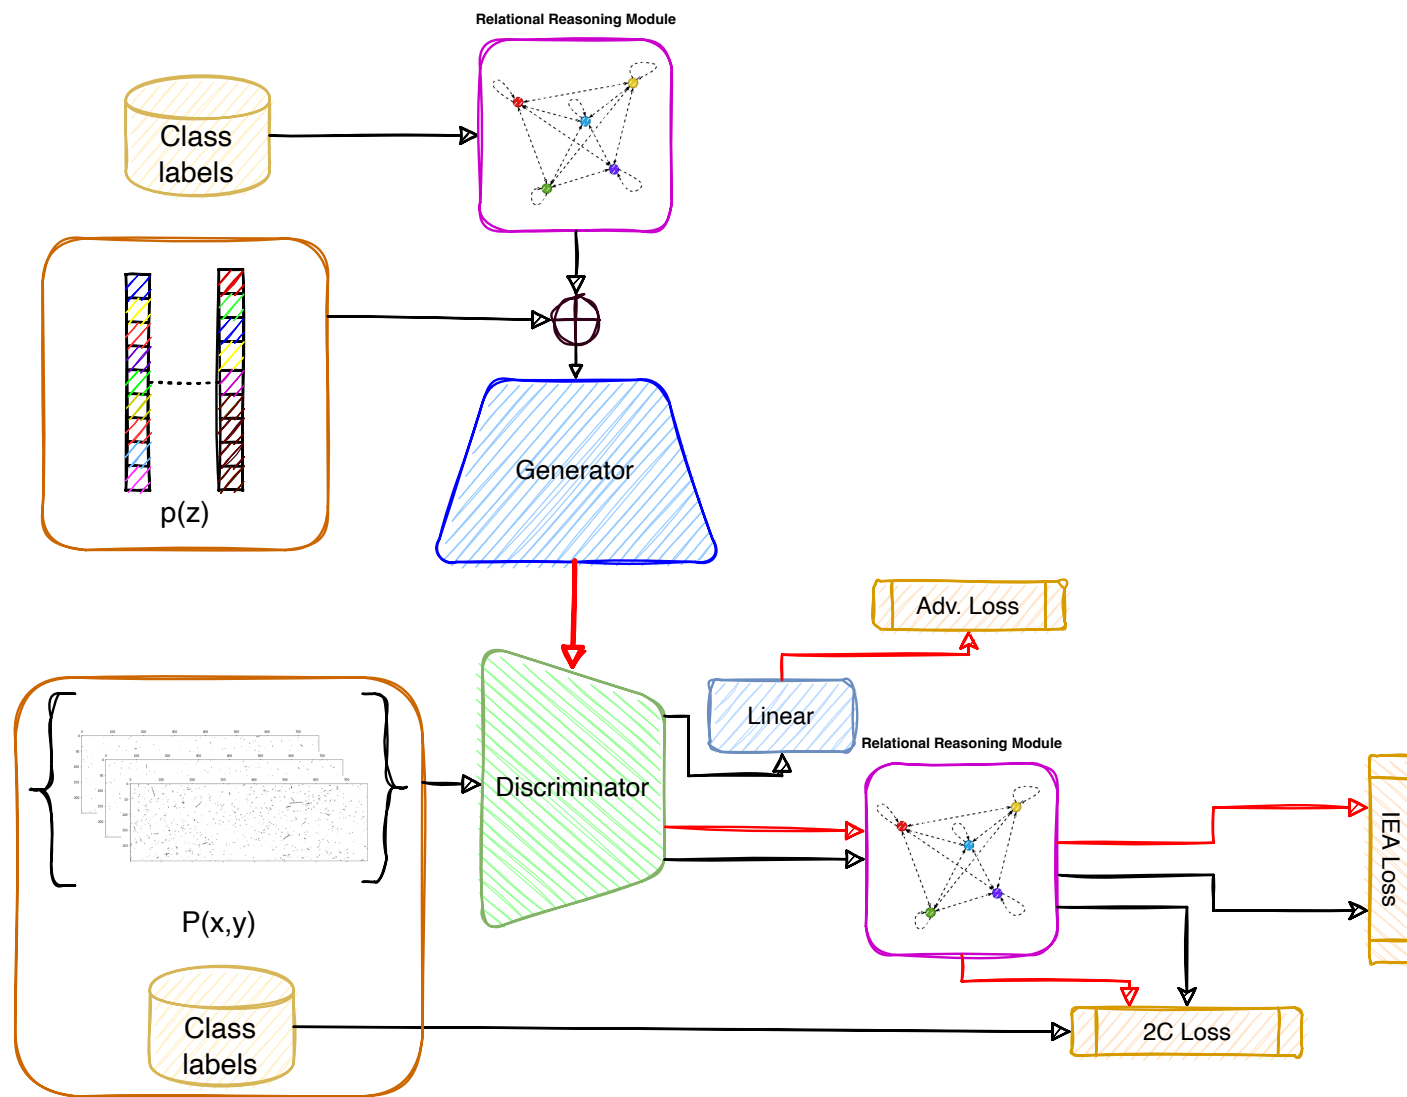 Relational Reasoning Module
Class
labels
p(z)
Generator
Adv. Loss
Linear
Relational Reasoning Module
Discriminator
IEA Loss
P(x,y)
Class
labels
2C Loss